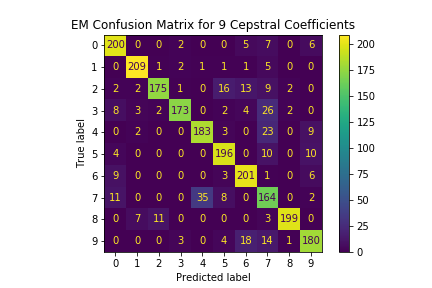 EM Confusion Matrix for 9 Cepstral Coefficients
0 200 0 0 2 0 0 5 7 0 6
1 0 209 1 2 1 1 1 5 0 0
2 2 2 175 1 0 16 13 9 2 0
3 8 3 2 173 0 2 4 26 2 0
4 0 2 0 0 183 3 0 23 0 9
5 4 0 0 0 0 196 0 10 0 10
6 9 0 0 0 0 3 201 1 0 6
7 11 0 0 0 35 8 0 164 0 2
8 0 7 11 0 0 0 0 3 199 0
9 0 0 0 3 0 4 18 14 1 180
0 1 2 3 4 5 6 7 8 9
Predicted label
True label
200
175
150
125
100
75
50
25
0